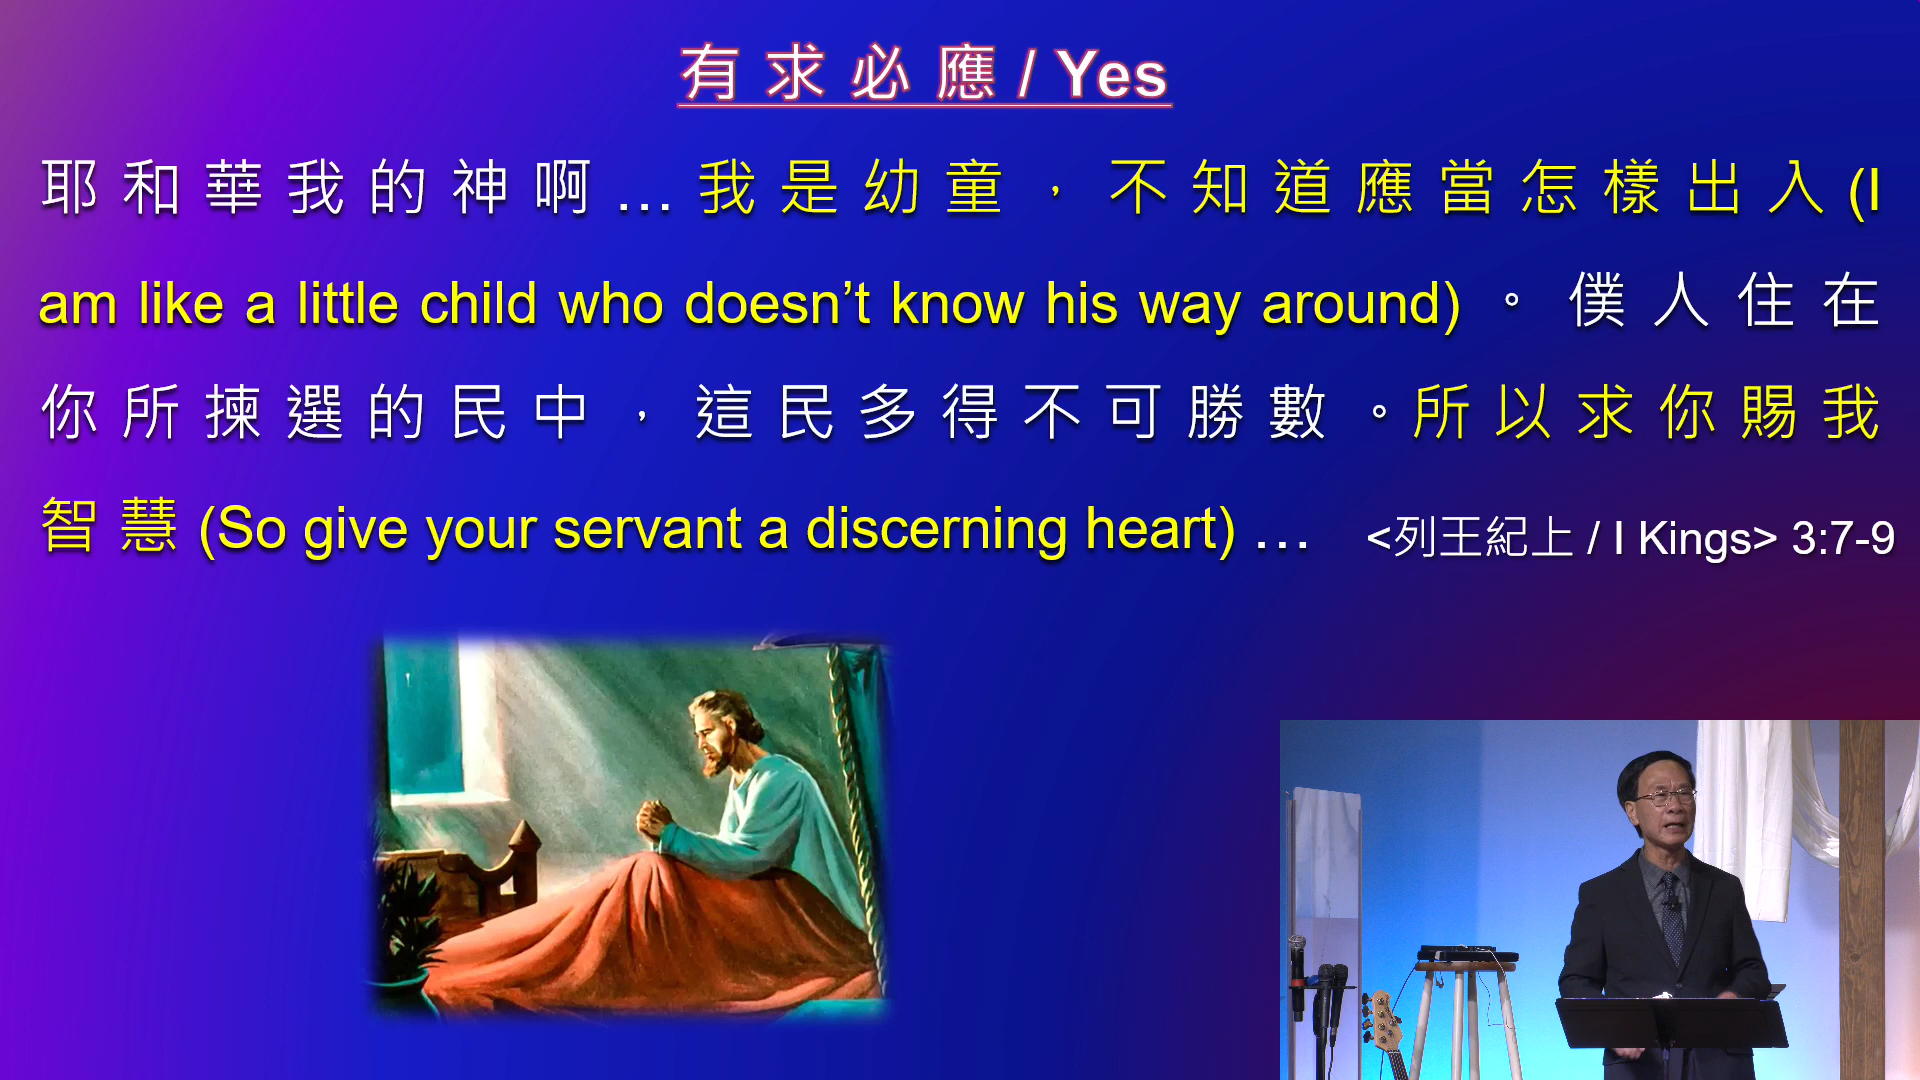 有求必應 / Yes
耶和華我的神啊…我是幼童，不知道應當怎樣出入(I
am like a little child who doesn’t know his way around)。僕人住在
你所揀選的民中，這民多得不可勝數。所以求你賜我
智慧(So give your servant a discerning heart)… <列王紀上 / I Kings> 3:7-9